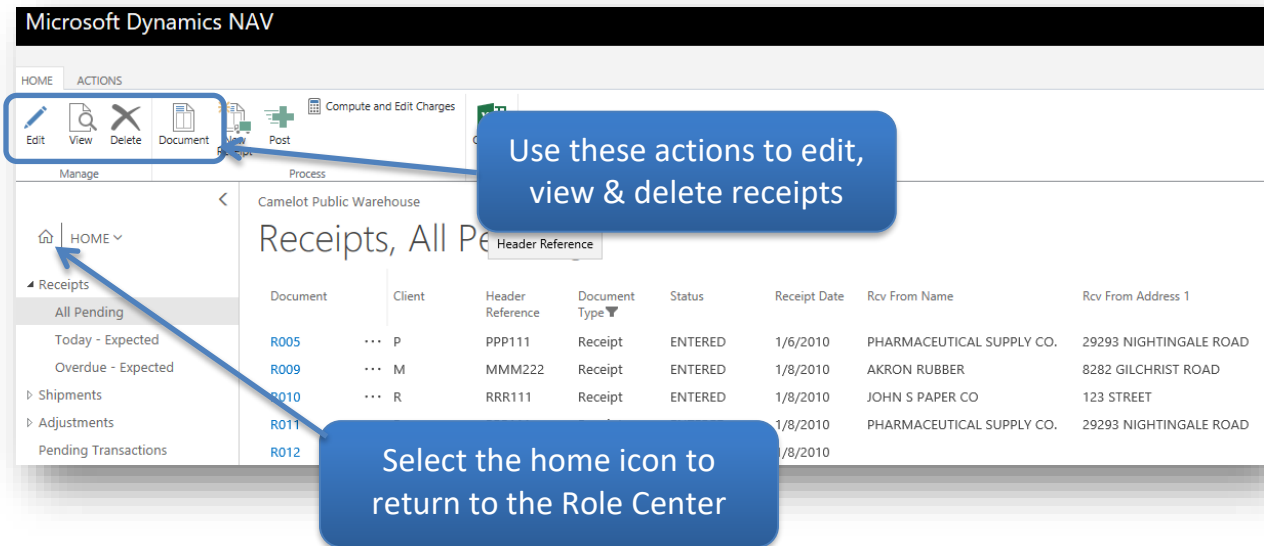 Microsoft Dynamics NAV
HOME ACTIONS
Edit View Delete Document New Receipt Post Compute and Edit Charges
Manage Process
Use these actions to edit,
view & delete receipts
Camelot Public Warehouse
HOME
Receipts, All
Header Reference
Receipts
All Pending
Today - Expected
Overdue - Expected
Shipments
Adjustments
Pending Transactions
Document Client Header Reference Document Type Status Receipt Date Rcv From Name Rcv From Address 1
R005 ... P PPP111 Receipt ENTERED 1/6/2010 PHARMACEUTICAL SUPPLY CO. 29293 NIGHTINGALE ROAD
R009 ... M MMM222 Receipt ENTERED 1/8/2010 AKRON RUBBER 8282 GILCHRIST ROAD
R010 ... R RRR111 Receipt ENTERED 1/8/2010 JOHN S PAPER CO 123 STREET
R011 1/8/2010 PHARMACEUTICAL SUPPLY CO. 29293 NIGHTINGALE ROAD
R012 1/8/2010
Select the home icon to
return to the Role Center